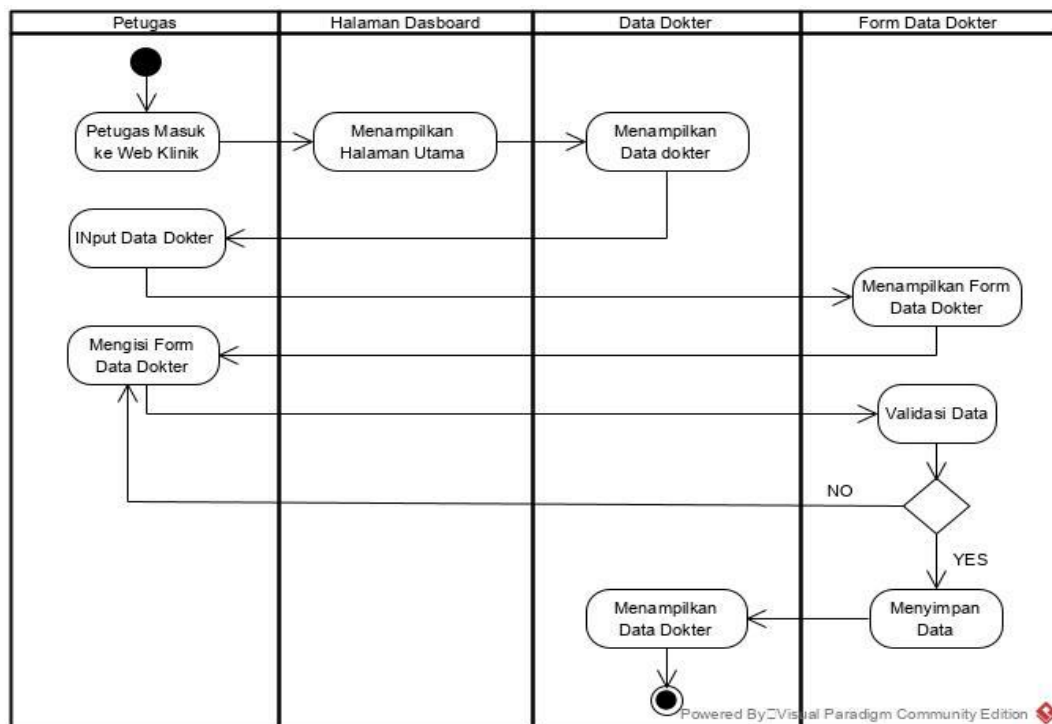 Petugas
Halaman Dasboard
Data Dokter
Form Data Dokter
Petugas Masuk
ke Web Klinik
Menampilkan
Halaman Utama
Menampilkan
Data dokter
INput Data Dokter
Menampilkan Form
Data Dokter
Mengisi Form
Data Dokter
Validasi Data
NO
YES
Menampilkan
Data Dokter
Menyimpan
Data
Powered By Visual Paradigm Community Edition